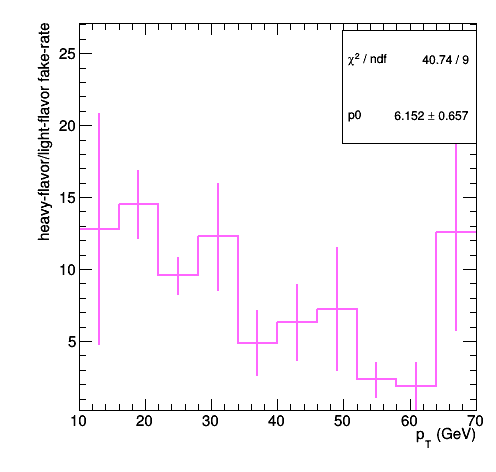 heavy-flavor/light-flavor fake-rate
χ² / ndf 40.74 / 9
p0 6.152 ± 0.657
25
20
15
10
5
10 20 30 40 50 60 70
p_T (GeV)